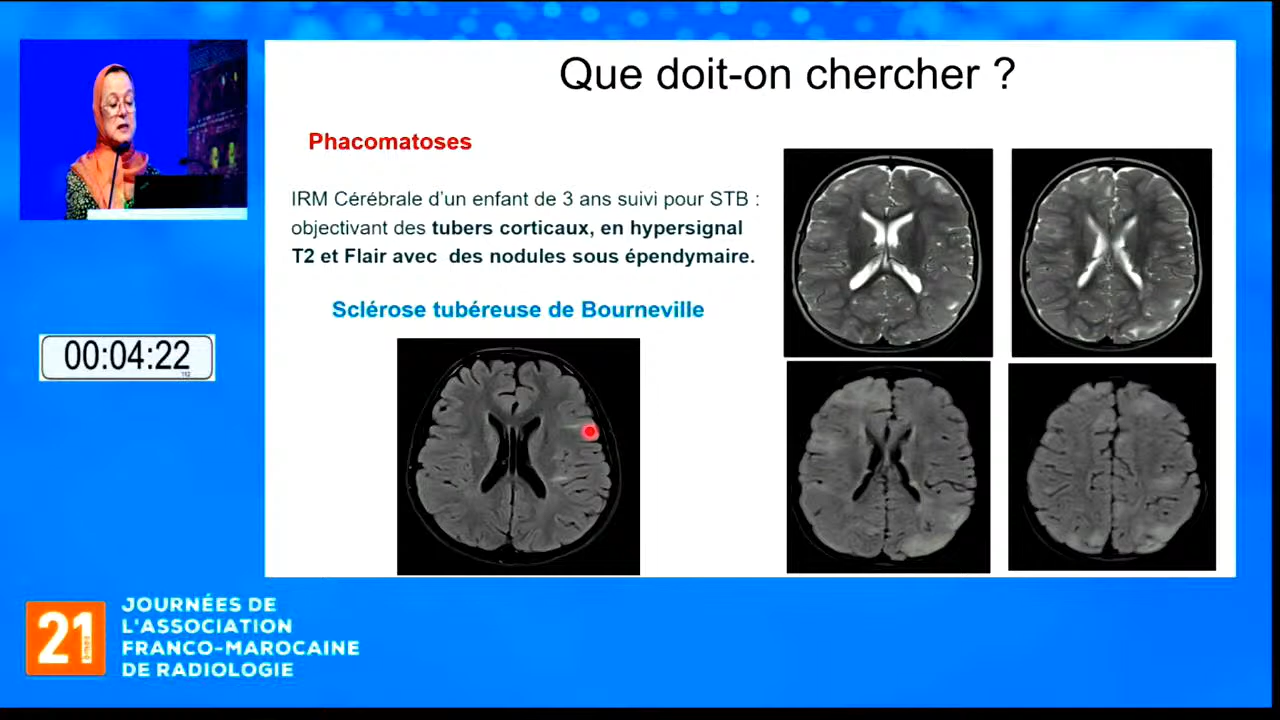 Que doit-on chercher ?
Phacomatoses
IRM Cérébrale d'un enfant de 3 ans suivi pour STB :
objectivant des tubers corticaux, en hypersignal
T2 et Flair avec des nodules sous épendymaire.
Sclérose tubéreuse de Bourneville
00:04:22
21
JOURNÉES DE
L'ASSOCIATION
FRANCO-MAROCAINE
DE RADIOLOGIE